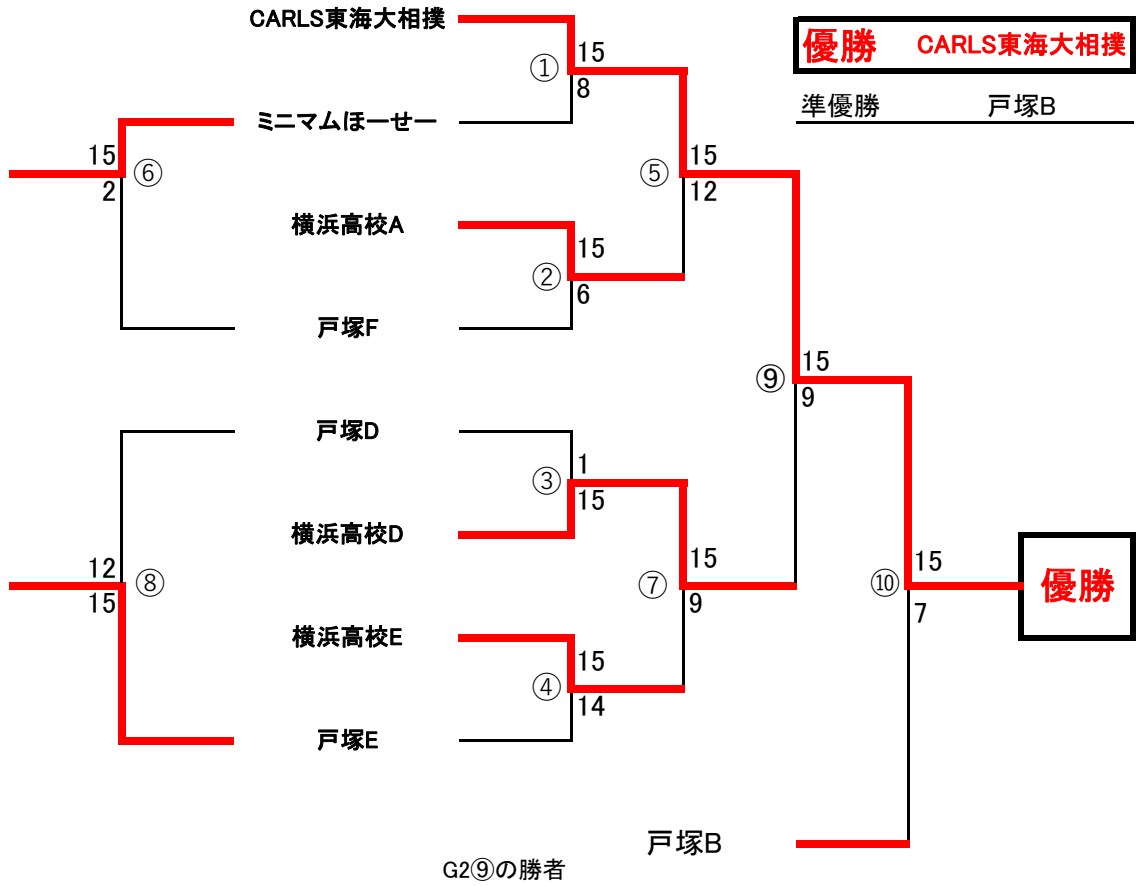 CARLS東海大相撲
優勝 CARLS東海大相撲
15
①
8
準優勝 戸塚B
ミニマムほーせー
15
⑥
2
15
⑤
12
横浜高校A
15
②
6
戸塚F
15
⑨
9
戸塚D
1
③
15
横浜高校D
12
⑧
15
15
⑦
9
15
⑩
7
優勝
横浜高校E
15
④
14
戸塚E
戸塚B
G2⑨の勝者